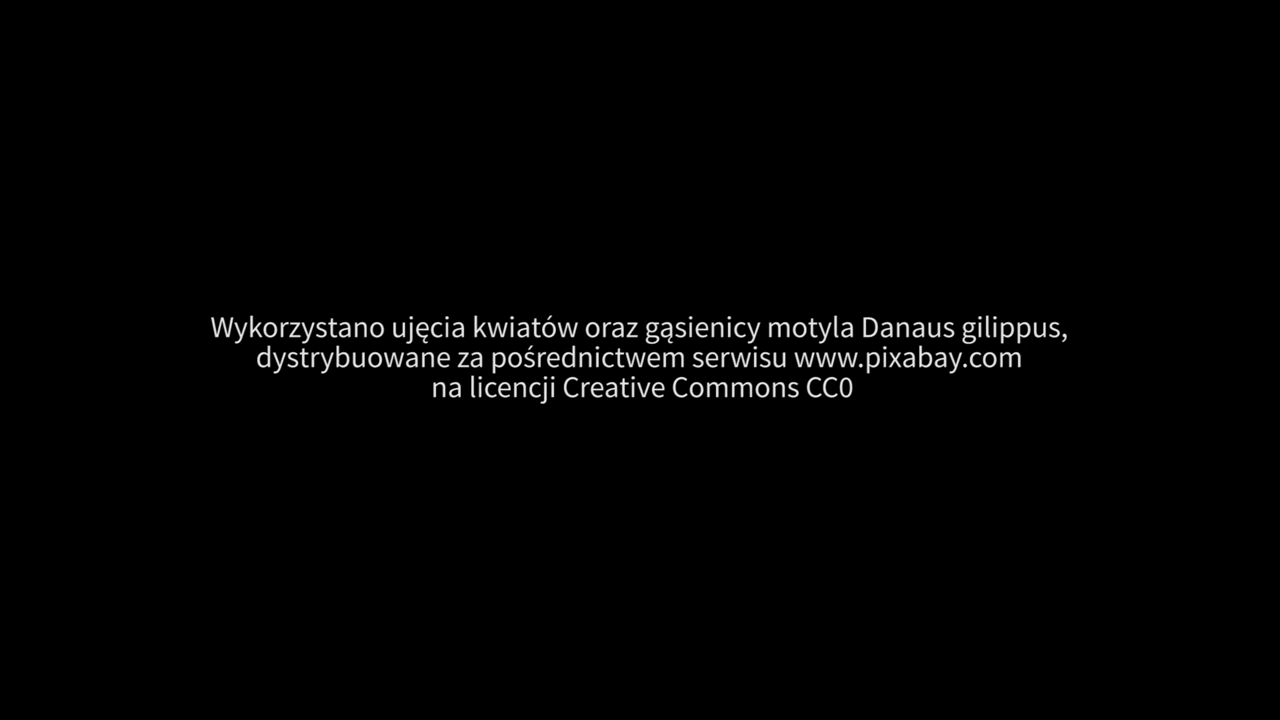 Wykorzystano ujęcia kwiatów oraz gąsienicy motyla Danaus gilippus,
dystrybuowane za pośrednictwem serwisu www.pixabay.com
na licencji Creative Commons CC0